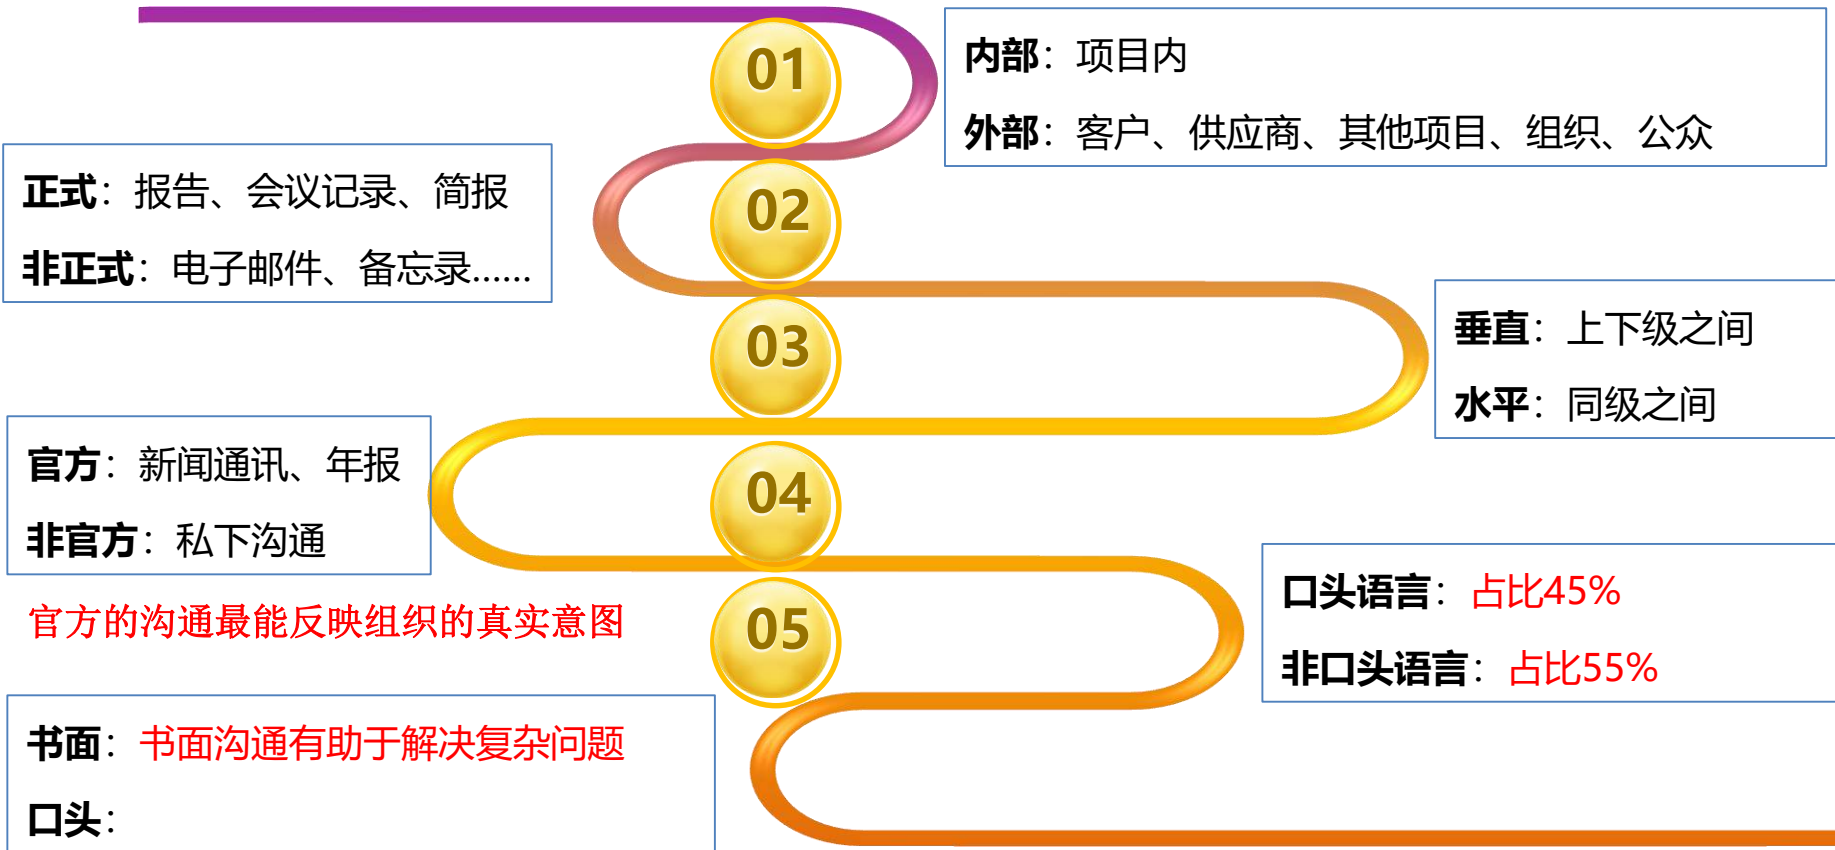 01
内部：项目内
外部：客户、供应商、其他项目、组织、公众
02
正式：报告、会议记录、简报
非正式：电子邮件、备忘录……
03
垂直：上下级之间
水平：同级之间
04
官方：新闻通讯、年报
非官方：私下沟通
官方的沟通最能反映组织的真实意图
05
口头语言：占比45%
非口头语言：占比55%
书面：书面沟通有助于解决复杂问题
口头：